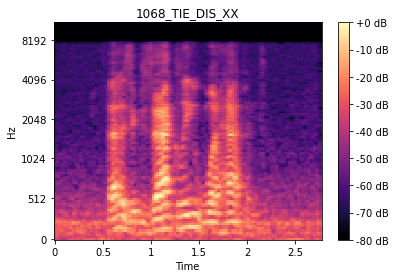 1068_TIE_DIS_XX
+0 dB
8192
-10 dB
4096
-20 dB
-30 dB
2048
Hz
-40 dB
1024
-50 dB
512
-60 dB
-70 dB
0
-80 dB
0 0.5 1 1.5 2 2.5
Time